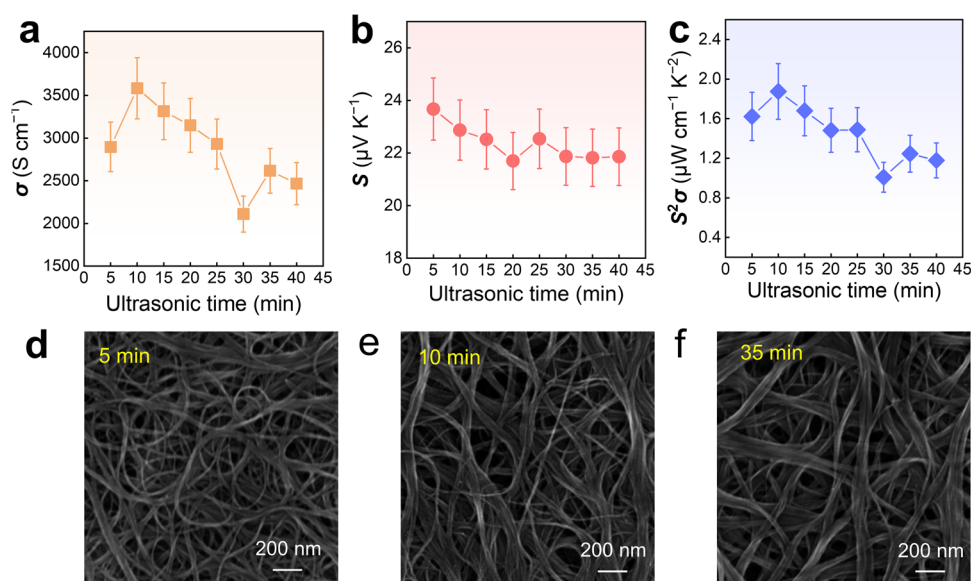 a
b
c
4000
3500
3000
2500
2000
1500
σ (S cm⁻¹)
0 5 10 15 20 25 30 35 40 45
Ultrasonic time (min)
26
24
22
20
18
S (μV K⁻¹)
0 5 10 15 20 25 30 35 40 45
Ultrasonic time (min)
2.4
2.0
1.6
1.2
0.8
0.4
S²σ (μW cm⁻¹ K⁻²)
0 5 10 15 20 25 30 35 40 45
Ultrasonic time (min)
d
5 min
200 nm
e
10 min
200 nm
f
35 min
200 nm